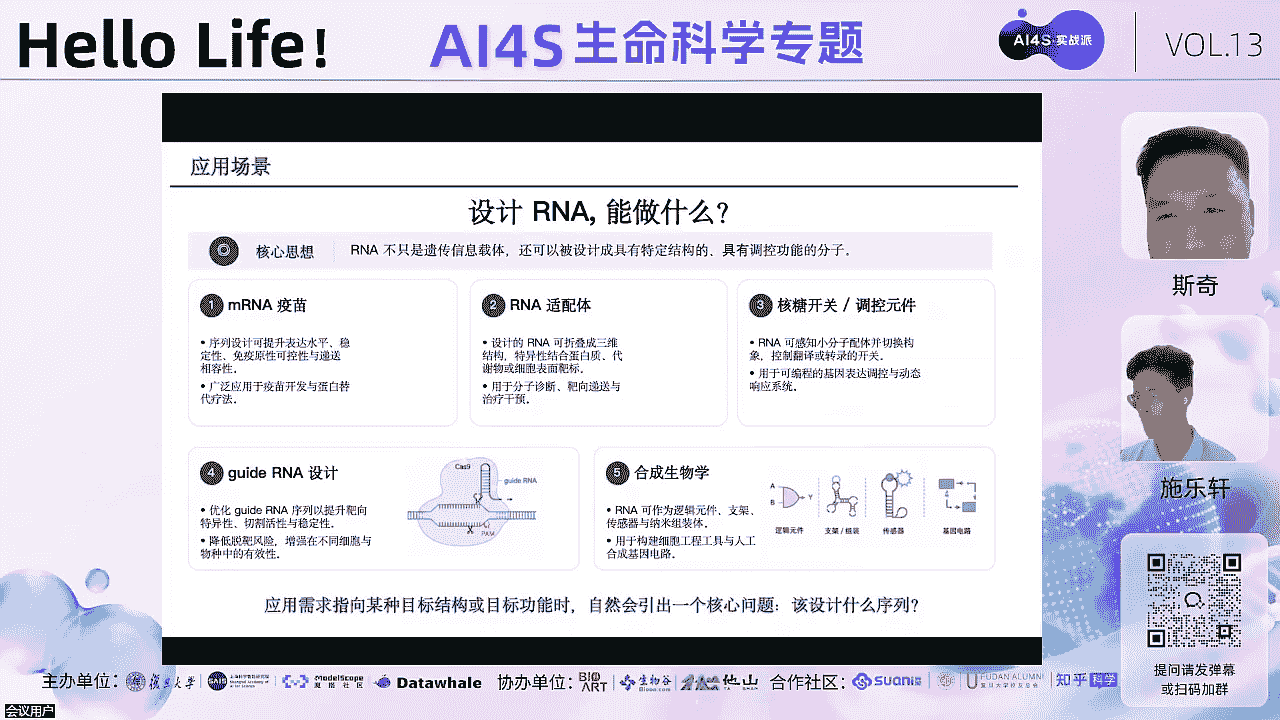 Hello Life!
AI4S 生命科学专题
AI4S·实战派
VOL.13
应用场景
设计 RNA, 能做什么?
核心思想
RNA 不只是遗传信息载体，还可以被设计成具有特定结构的、具有调控功能的分子。
1 mRNA 疫苗
• 序列设计可提升表达水平、稳
定性、免疫原性可控性与递送
相容性。
• 广泛应用于疫苗开发与蛋白替
代疗法。
2 RNA 适配体
• 设计的 RNA 可折叠成三维
结构，特异性结合蛋白质、代
谢物或细胞表面靶标。
• 用于分子诊断、靶向递送与
治疗干预。
3 核糖开关 / 调控元件
• RNA 可感知小分子配体并切换构
象，控制翻译或转录的开关。
• 用于可编程的基因表达调控与动态
响应系统。
4 guide RNA 设计
• 优化 guide RNA 序列以提升靶向
特异性、切割活性与稳定性。
• 降低脱靶风险，增强在不同细胞与
物种中的有效性。
Cas9
guide RNA
PAM
5 合成生物学
• RNA 可作为逻辑元件、支架、
传感器与纳米组装体。
• 用于构建细胞工程工具与人工
合成基因电路。
A
B
Y
逻辑元件
支架 / 组装
传感器
基因电路
应用需求指向某种目标结构或目标功能时，自然会引出一个核心问题：该设计什么序列?
斯奇
施乐轩
提问请发弹幕
或扫码加群
主办单位:
復旦大学
SAIS
ModelScope
Datawhale
协办单位:
BIO
ART
生物谷
Bioon.com
他山
合作社区:
Suanis
FUDAN ALUMNI
知乎 科学
会议用户